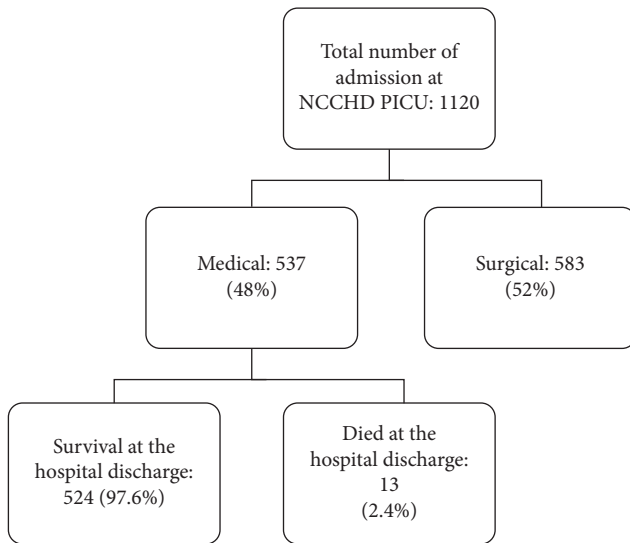 Total number of
admission at
NCCHD PICU: 1120
Medical: 537
(48%)
Surgical: 583
(52%)
Survival at the
hospital discharge:
524 (97.6%)
Died at the
hospital discharge:
13
(2.4%)